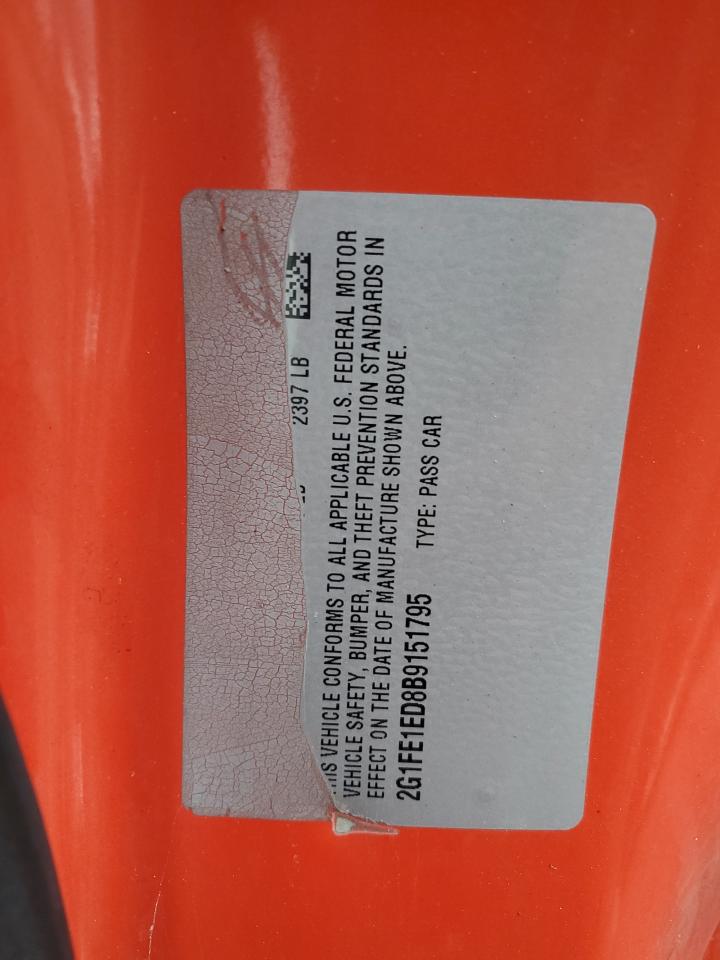 2397 LB
VEHICLE CONFORMS TO ALL APPLICABLE U.S. FEDERAL MOTOR
VEHICLE SAFETY, BUMPER, AND THEFT PREVENTION STANDARDS IN
EFFECT ON THE DATE OF MANUFACTURE SHOWN ABOVE.
2G1FE1ED8B9151795 TYPE: PASS CAR